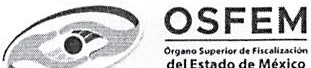 OSFEM
Órgano Superior de Fiscalización
del Estado de México